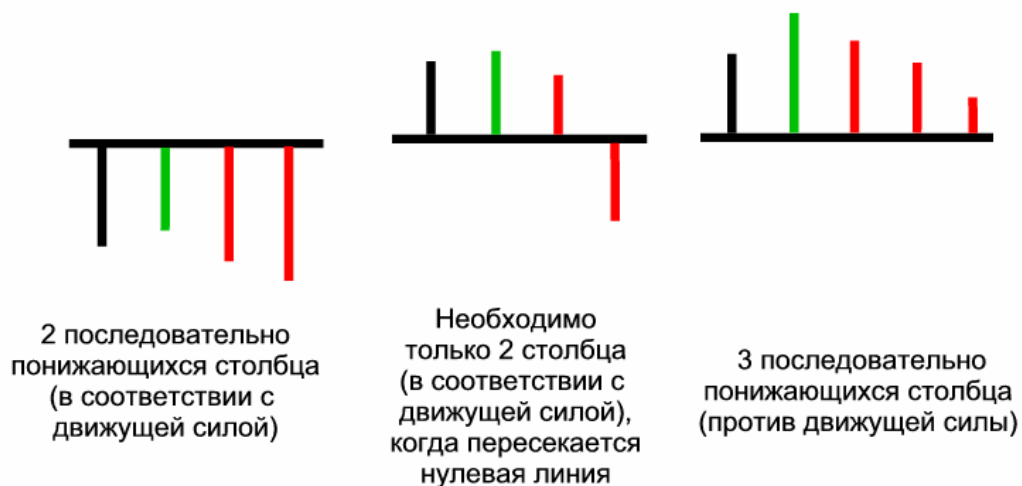 2 последовательно
понижающихся столбца
(в соответствии с
движущей силой)
Необходимо
только 2 столбца
(в соответствии с
движущей силой),
когда пересекается
нулевая линия
3 последовательно
понижающихся столбца
(против движущей силы)